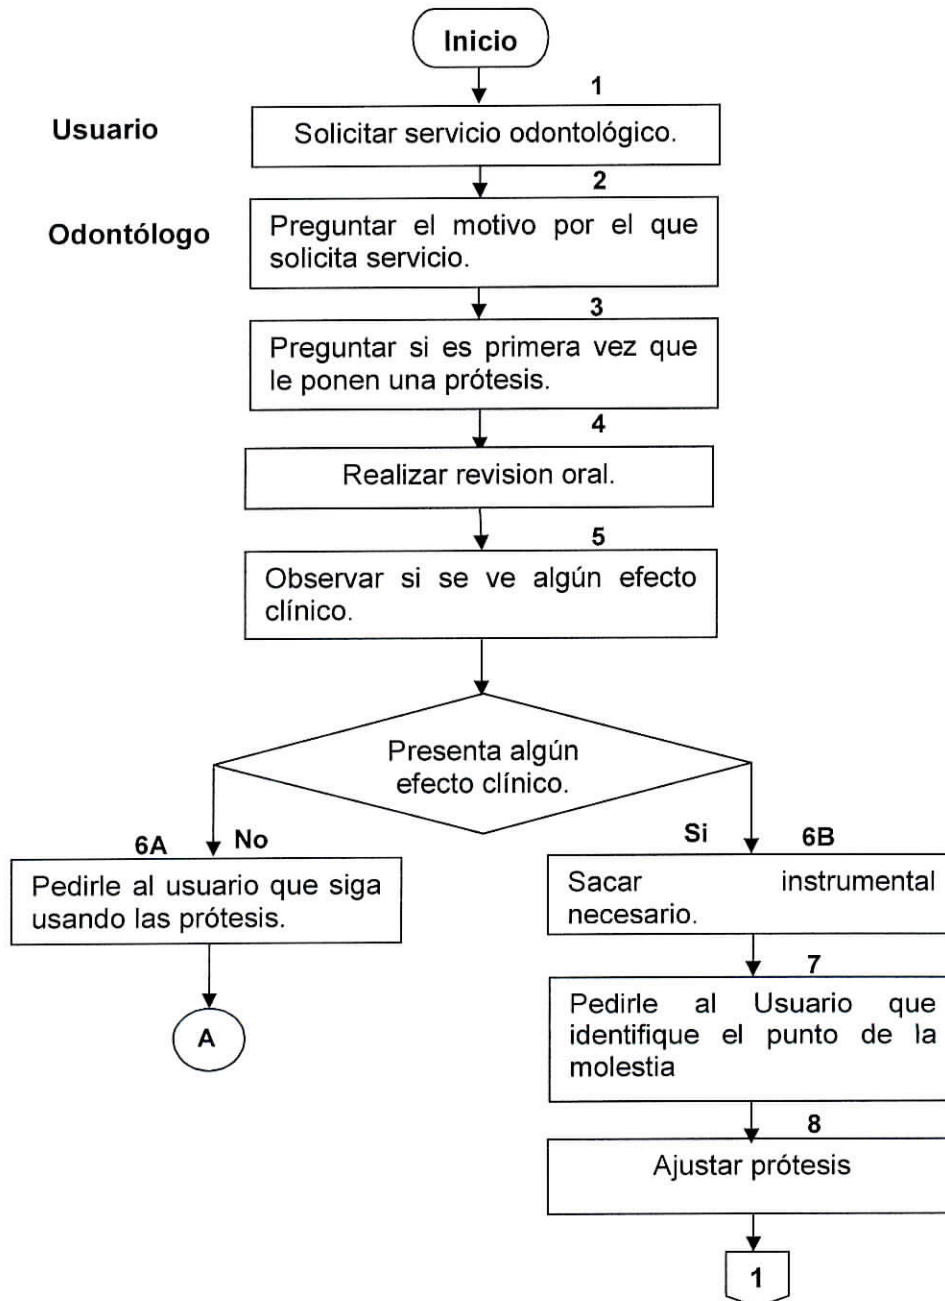 Inicio
1
Usuario
Solicitar servicio odontológico.
2
Odontólogo
Preguntar el motivo por el que
solicita servicio.
3
Preguntar si es primera vez que
le ponen una prótesis.
4
Realizar revision oral.
5
Observar si se ve algún efecto
clínico.
Presenta algún
efecto clínico.
6A No
Pedirle al usuario que siga
usando las prótesis.
A
Si 6B
Sacar instrumental
necesario.
7
Pedirle al Usuario que
identifique el punto de la
molestia
8
Ajustar prótesis
1